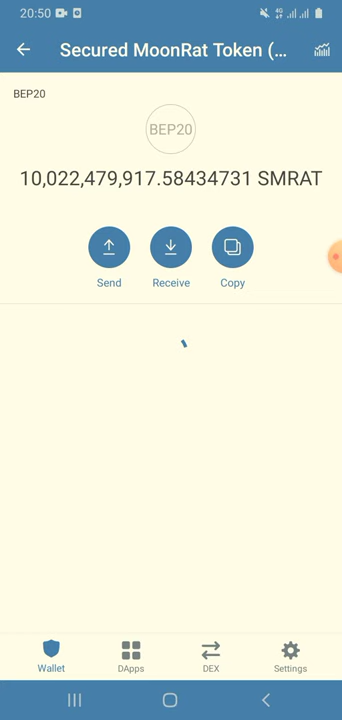 20:50
4G
Secured MoonRat Token (...
BEP20
BEP20
10,022,479,917.58434731 SMRAT
Send
Receive
Copy
Wallet
DApps
DEX
Settings